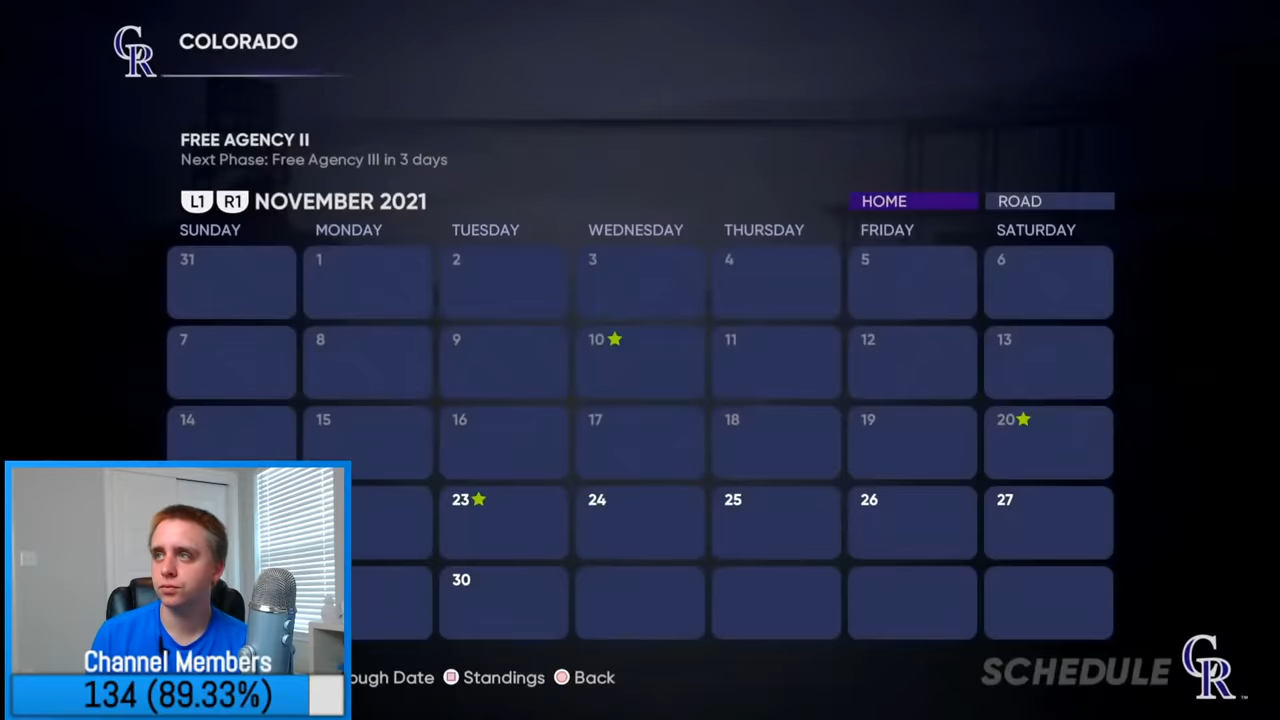 CR COLORADO
FREE AGENCY II
Next Phase: Free Agency III in 3 days
L1 R1 NOVEMBER 2021
HOME ROAD
SUNDAY MONDAY TUESDAY WEDNESDAY THURSDAY FRIDAY SATURDAY
31 1 2 3 4 5 6
7 8 9 10 11 12 13
14 15 16 17 18 19 20
23 24 25 26 27
30
Channel Members
134 (89.33%)
ough Date Standings Back
SCHEDULE CR